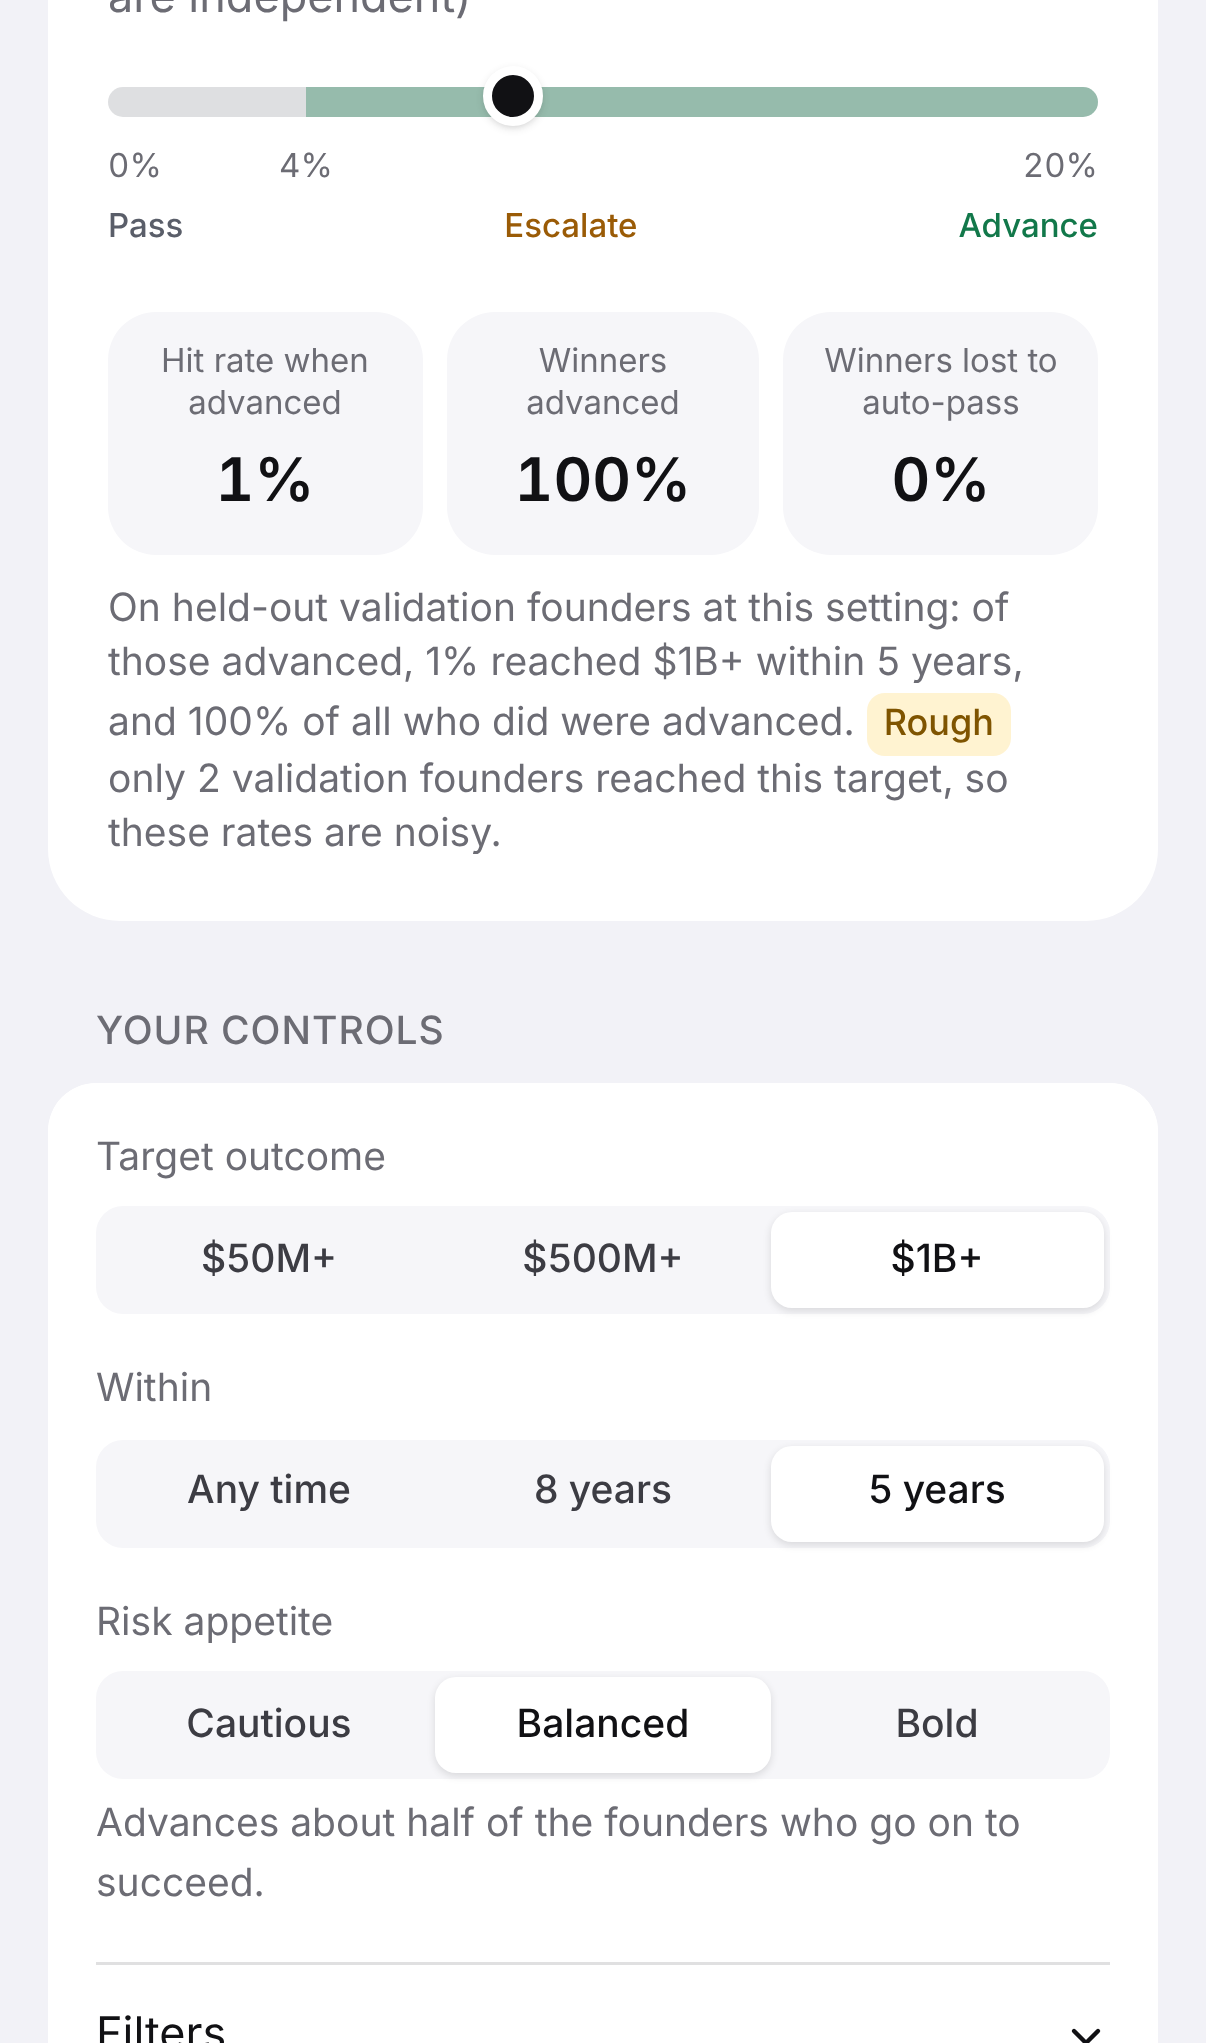 are independent)
0% 4% 20%
Pass Escalate Advance
Hit rate when advanced
1%
Winners advanced
100%
Winners lost to auto-pass
0%
On held-out validation founders at this setting: of
those advanced, 1% reached $1B+ within 5 years,
and 100% of all who did were advanced. Rough
only 2 validation founders reached this target, so
these rates are noisy.
YOUR CONTROLS
Target outcome
$50M+ $500M+ $1B+
Within
Any time 8 years 5 years
Risk appetite
Cautious Balanced Bold
Advances about half of the founders who go on to
succeed.
Filters